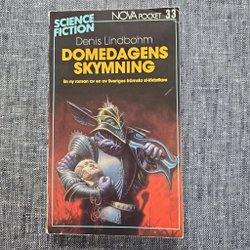 SCIENCE FICTION
NOVA POCKET 33
Denis Lindbohm
DOMEDAGENS
SKYMNING
En ny roman av en av Sveriges främsta sf-författare